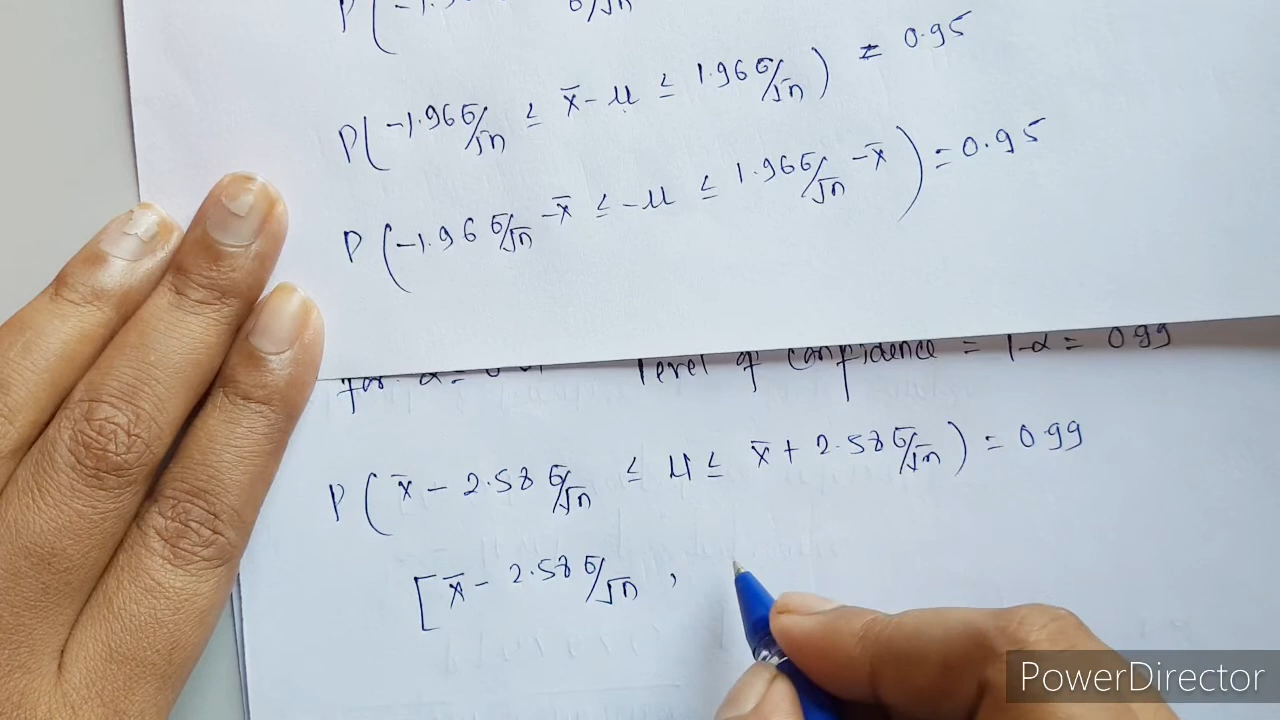 P(-1.96σ/√n ≤ x̄ - μ ≤ 1.96σ/√n) = 0.95
P(-1.96σ/√n - x̄ ≤ -μ ≤ 1.96σ/√n - x̄) = 0.95
for α = level of confidence = 1-α = 0.99
P(x̄ - 2.58σ/√n ≤ μ ≤ x̄ + 2.58σ/√n) = 0.99
[x̄ - 2.58σ/√n ,
PowerDirector